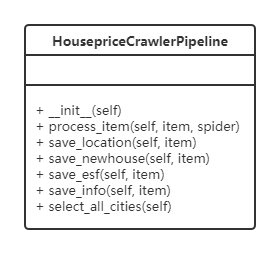 HousepriceCrawlerPipeline
+ __init__(self)
+ process_item(self, item, spider)
+ save_location(self, item)
+ save_newhouse(self, item)
+ save_esf(self, item)
+ save_info(self, item)
+ select_all_cities(self)